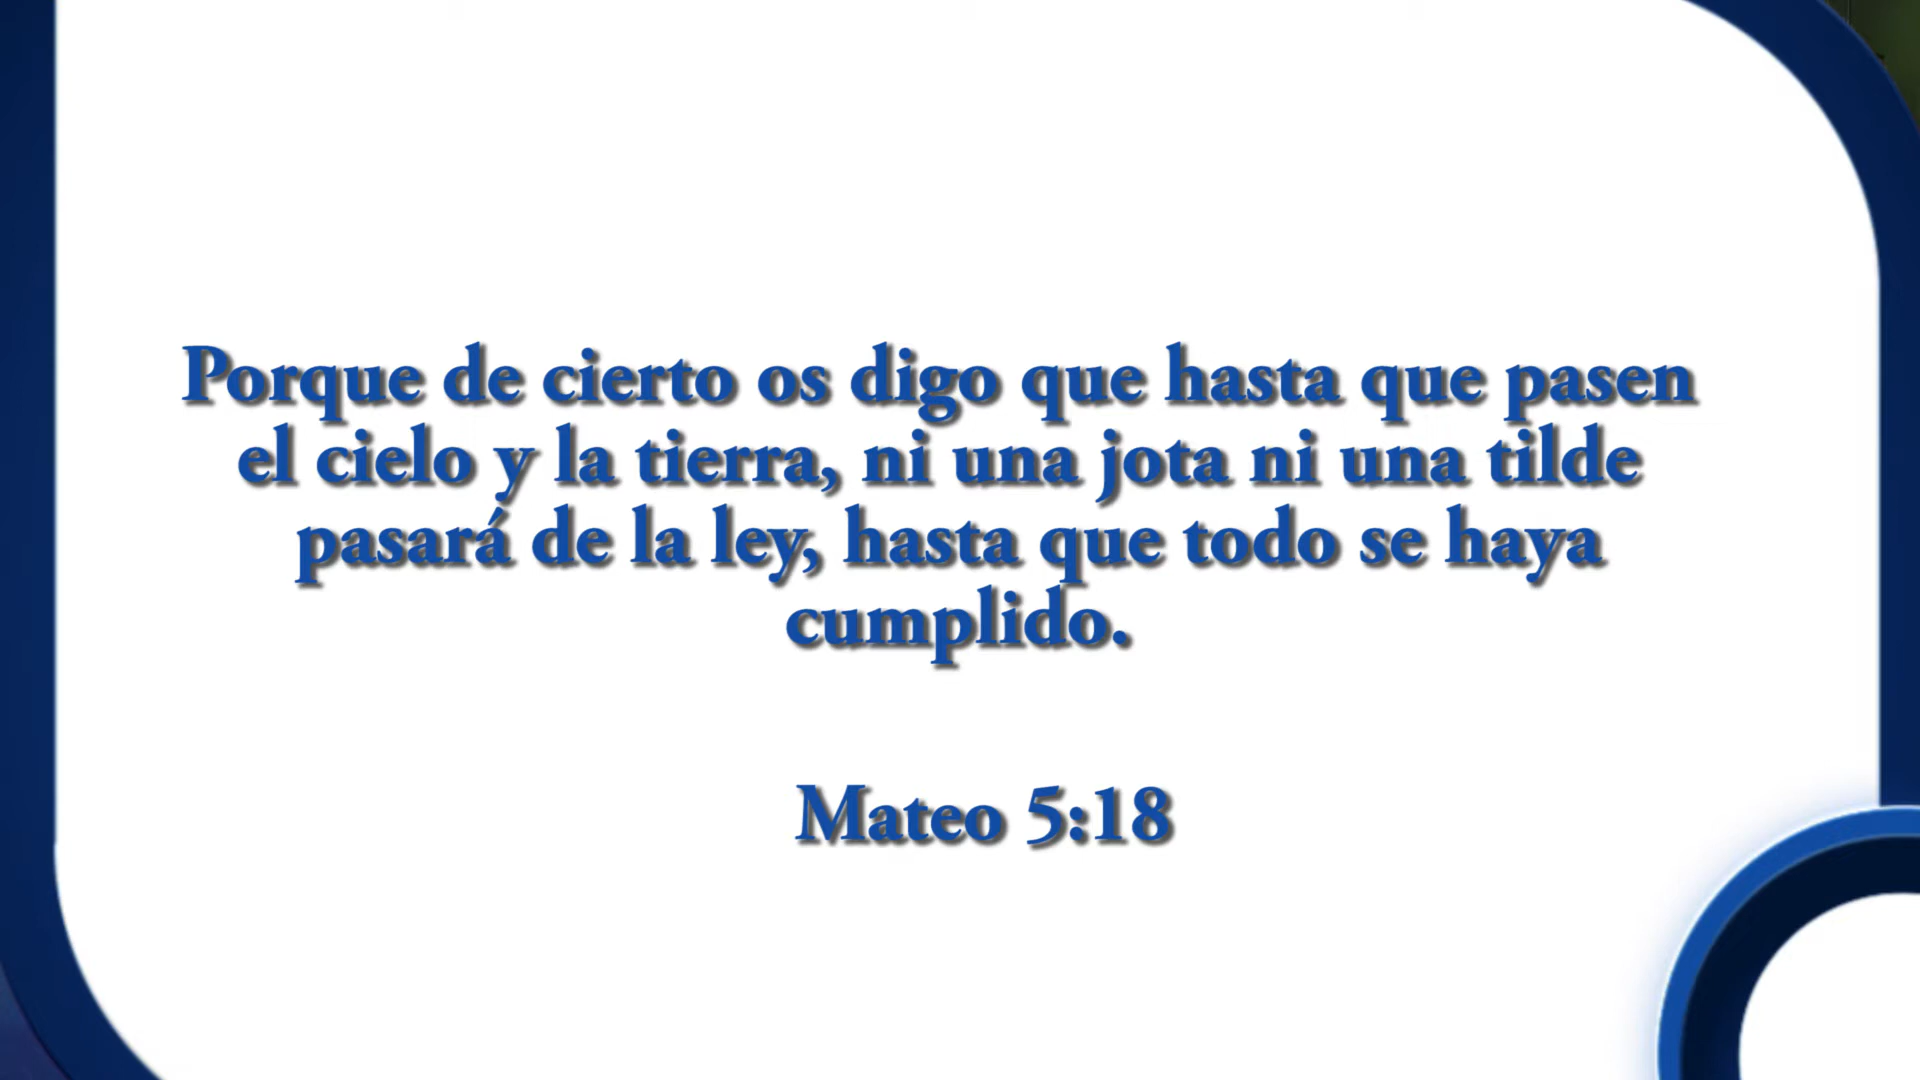 Porque de cierto os digo que hasta que pasen
el cielo y la tierra, ni una jota ni una tilde
pasará de la ley, hasta que todo se haya
cumplido.
Mateo 5:18